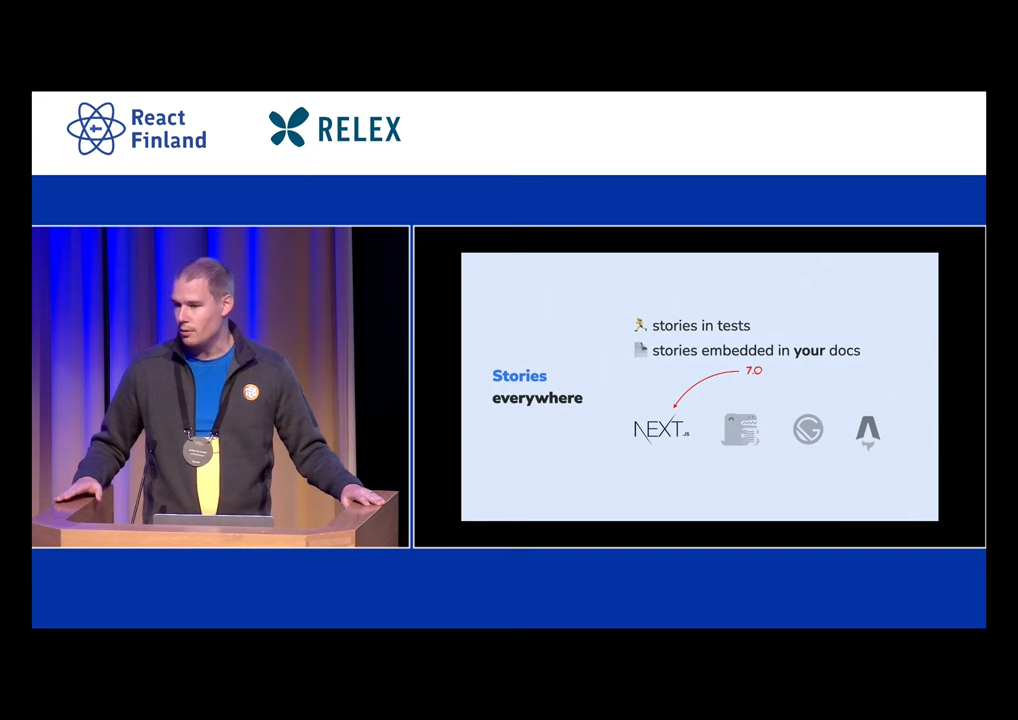 React
Finland
RELEX
stories in tests
stories embedded in your docs
Stories
everywhere
7.0
NEXT.JS